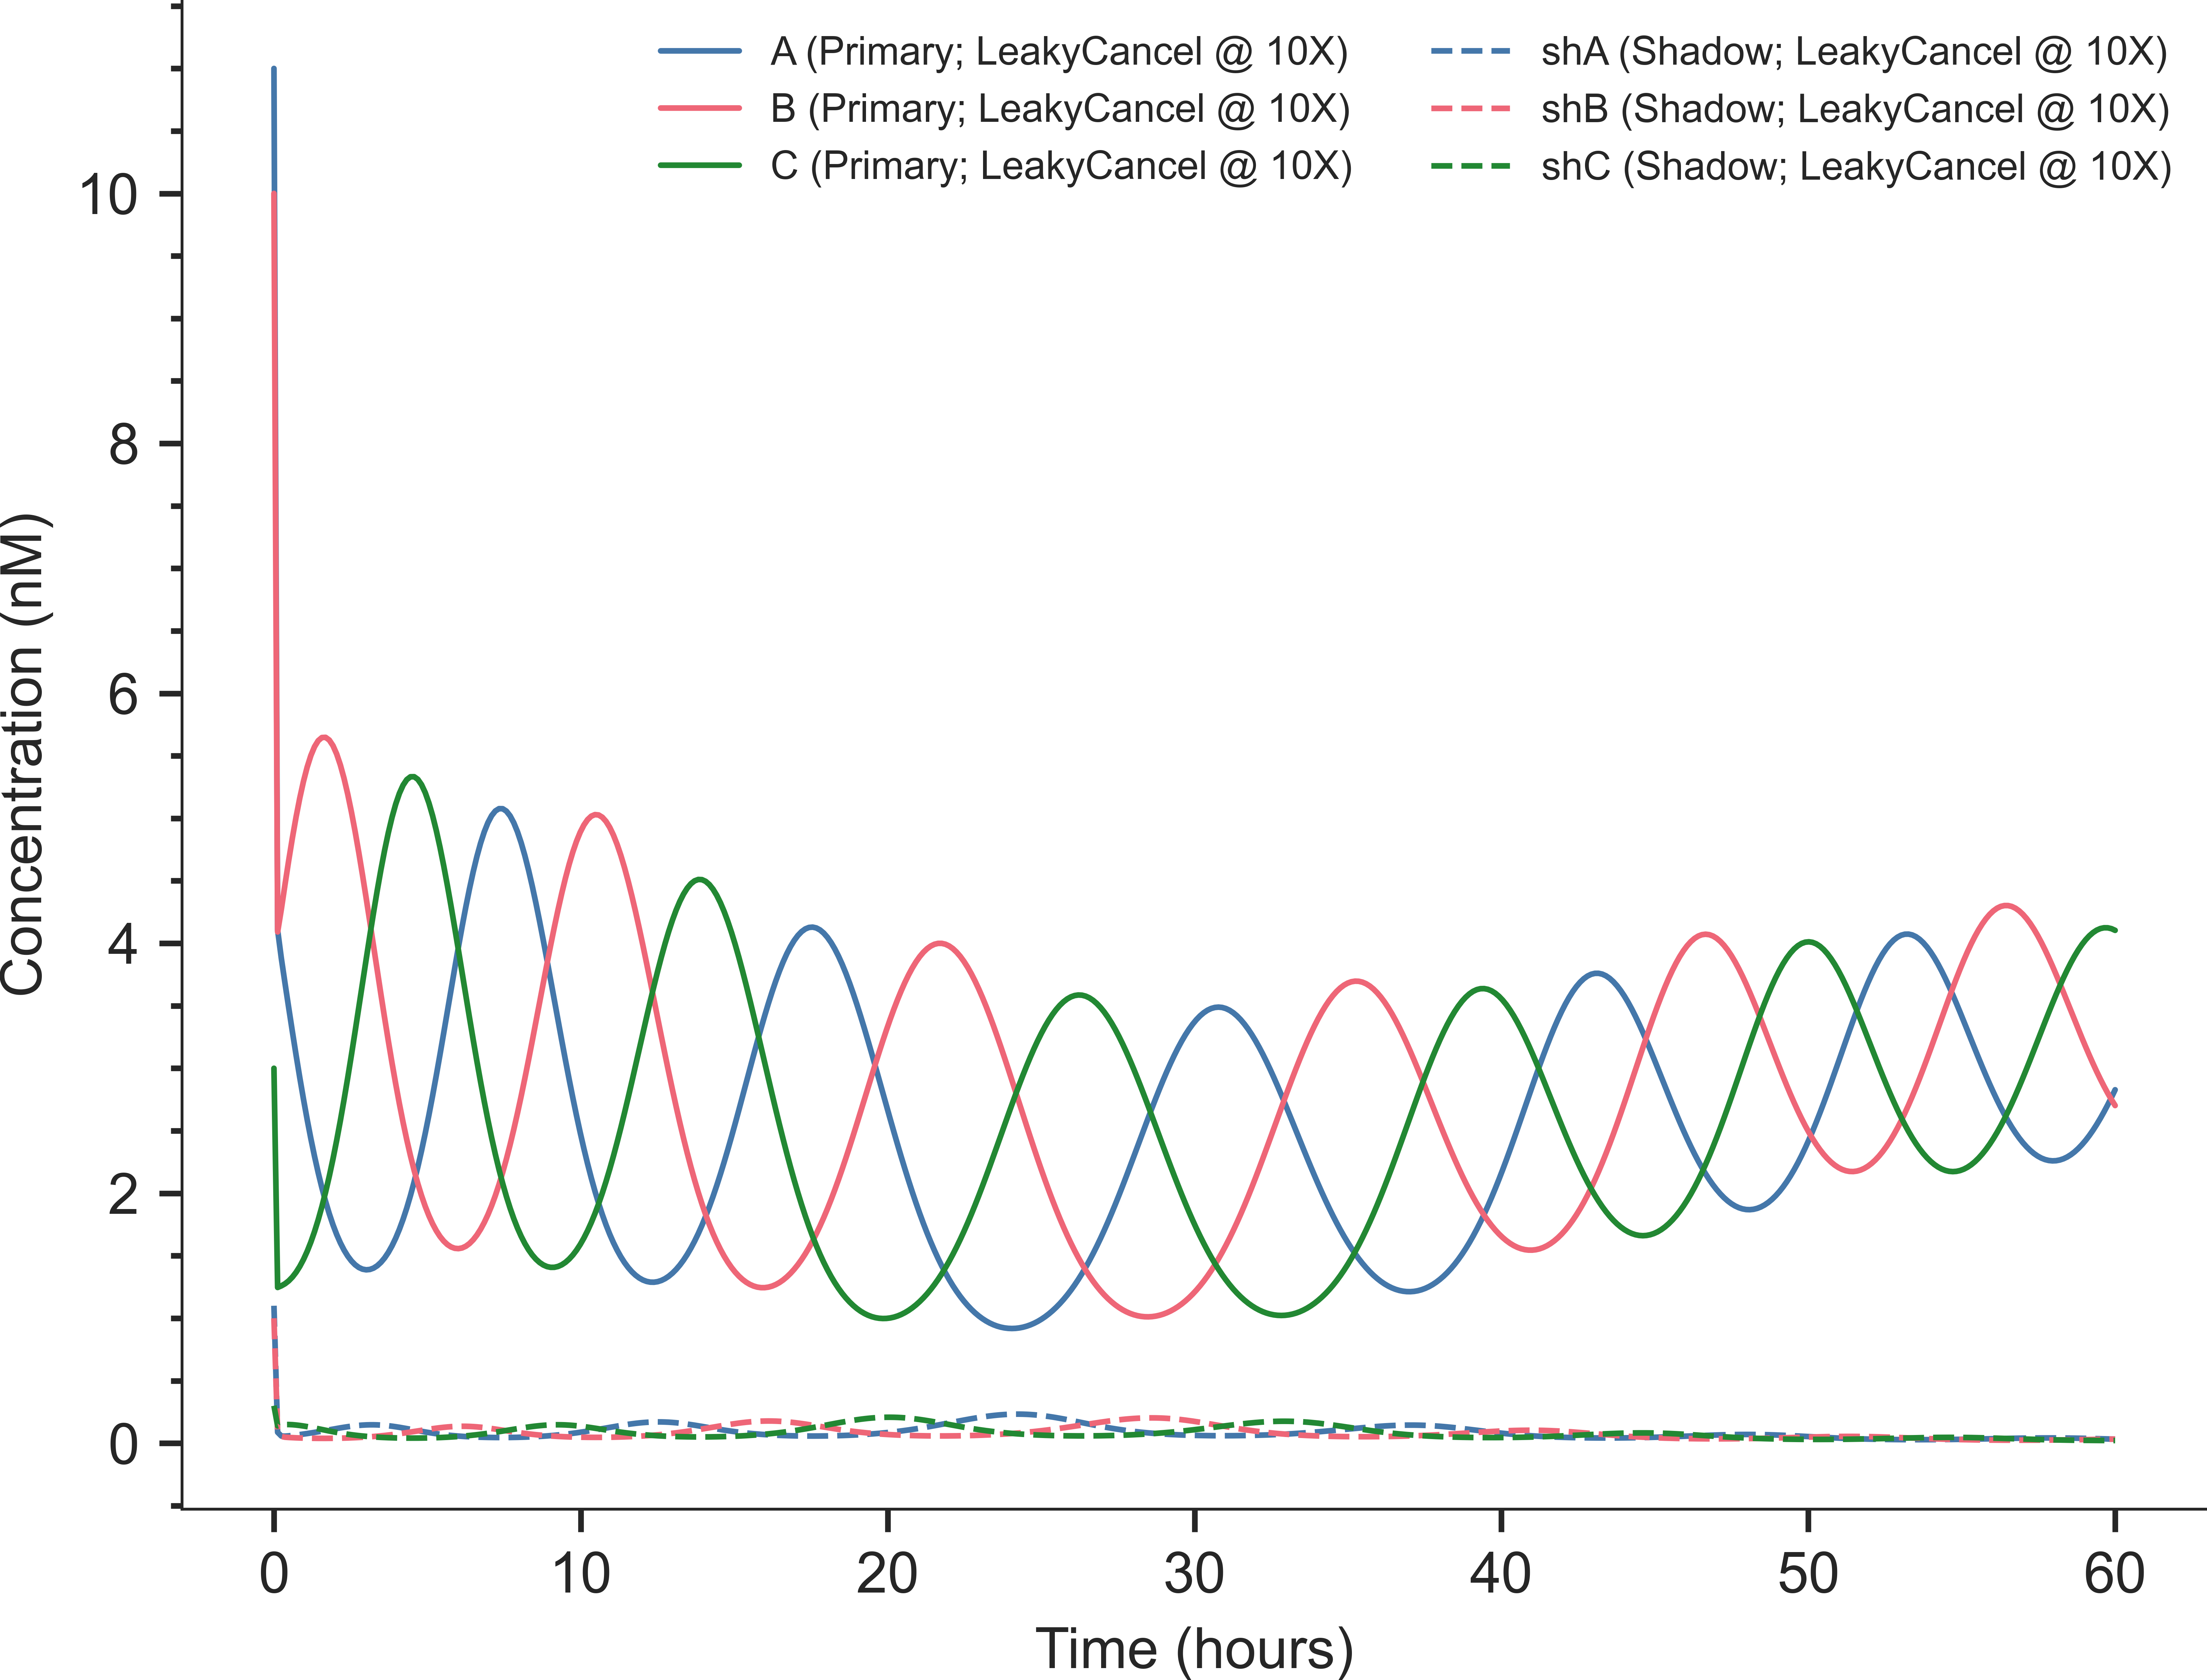 A (Primary; LeakyCancel @ 10X)
B (Primary; LeakyCancel @ 10X)
C (Primary; LeakyCancel @ 10X)
shA (Shadow; LeakyCancel @ 10X)
shB (Shadow; LeakyCancel @ 10X)
shC (Shadow; LeakyCancel @ 10X)
Concentration (nM)
10
8
6
4
2
0
0 10 20 30 40 50 60
Time (hours)